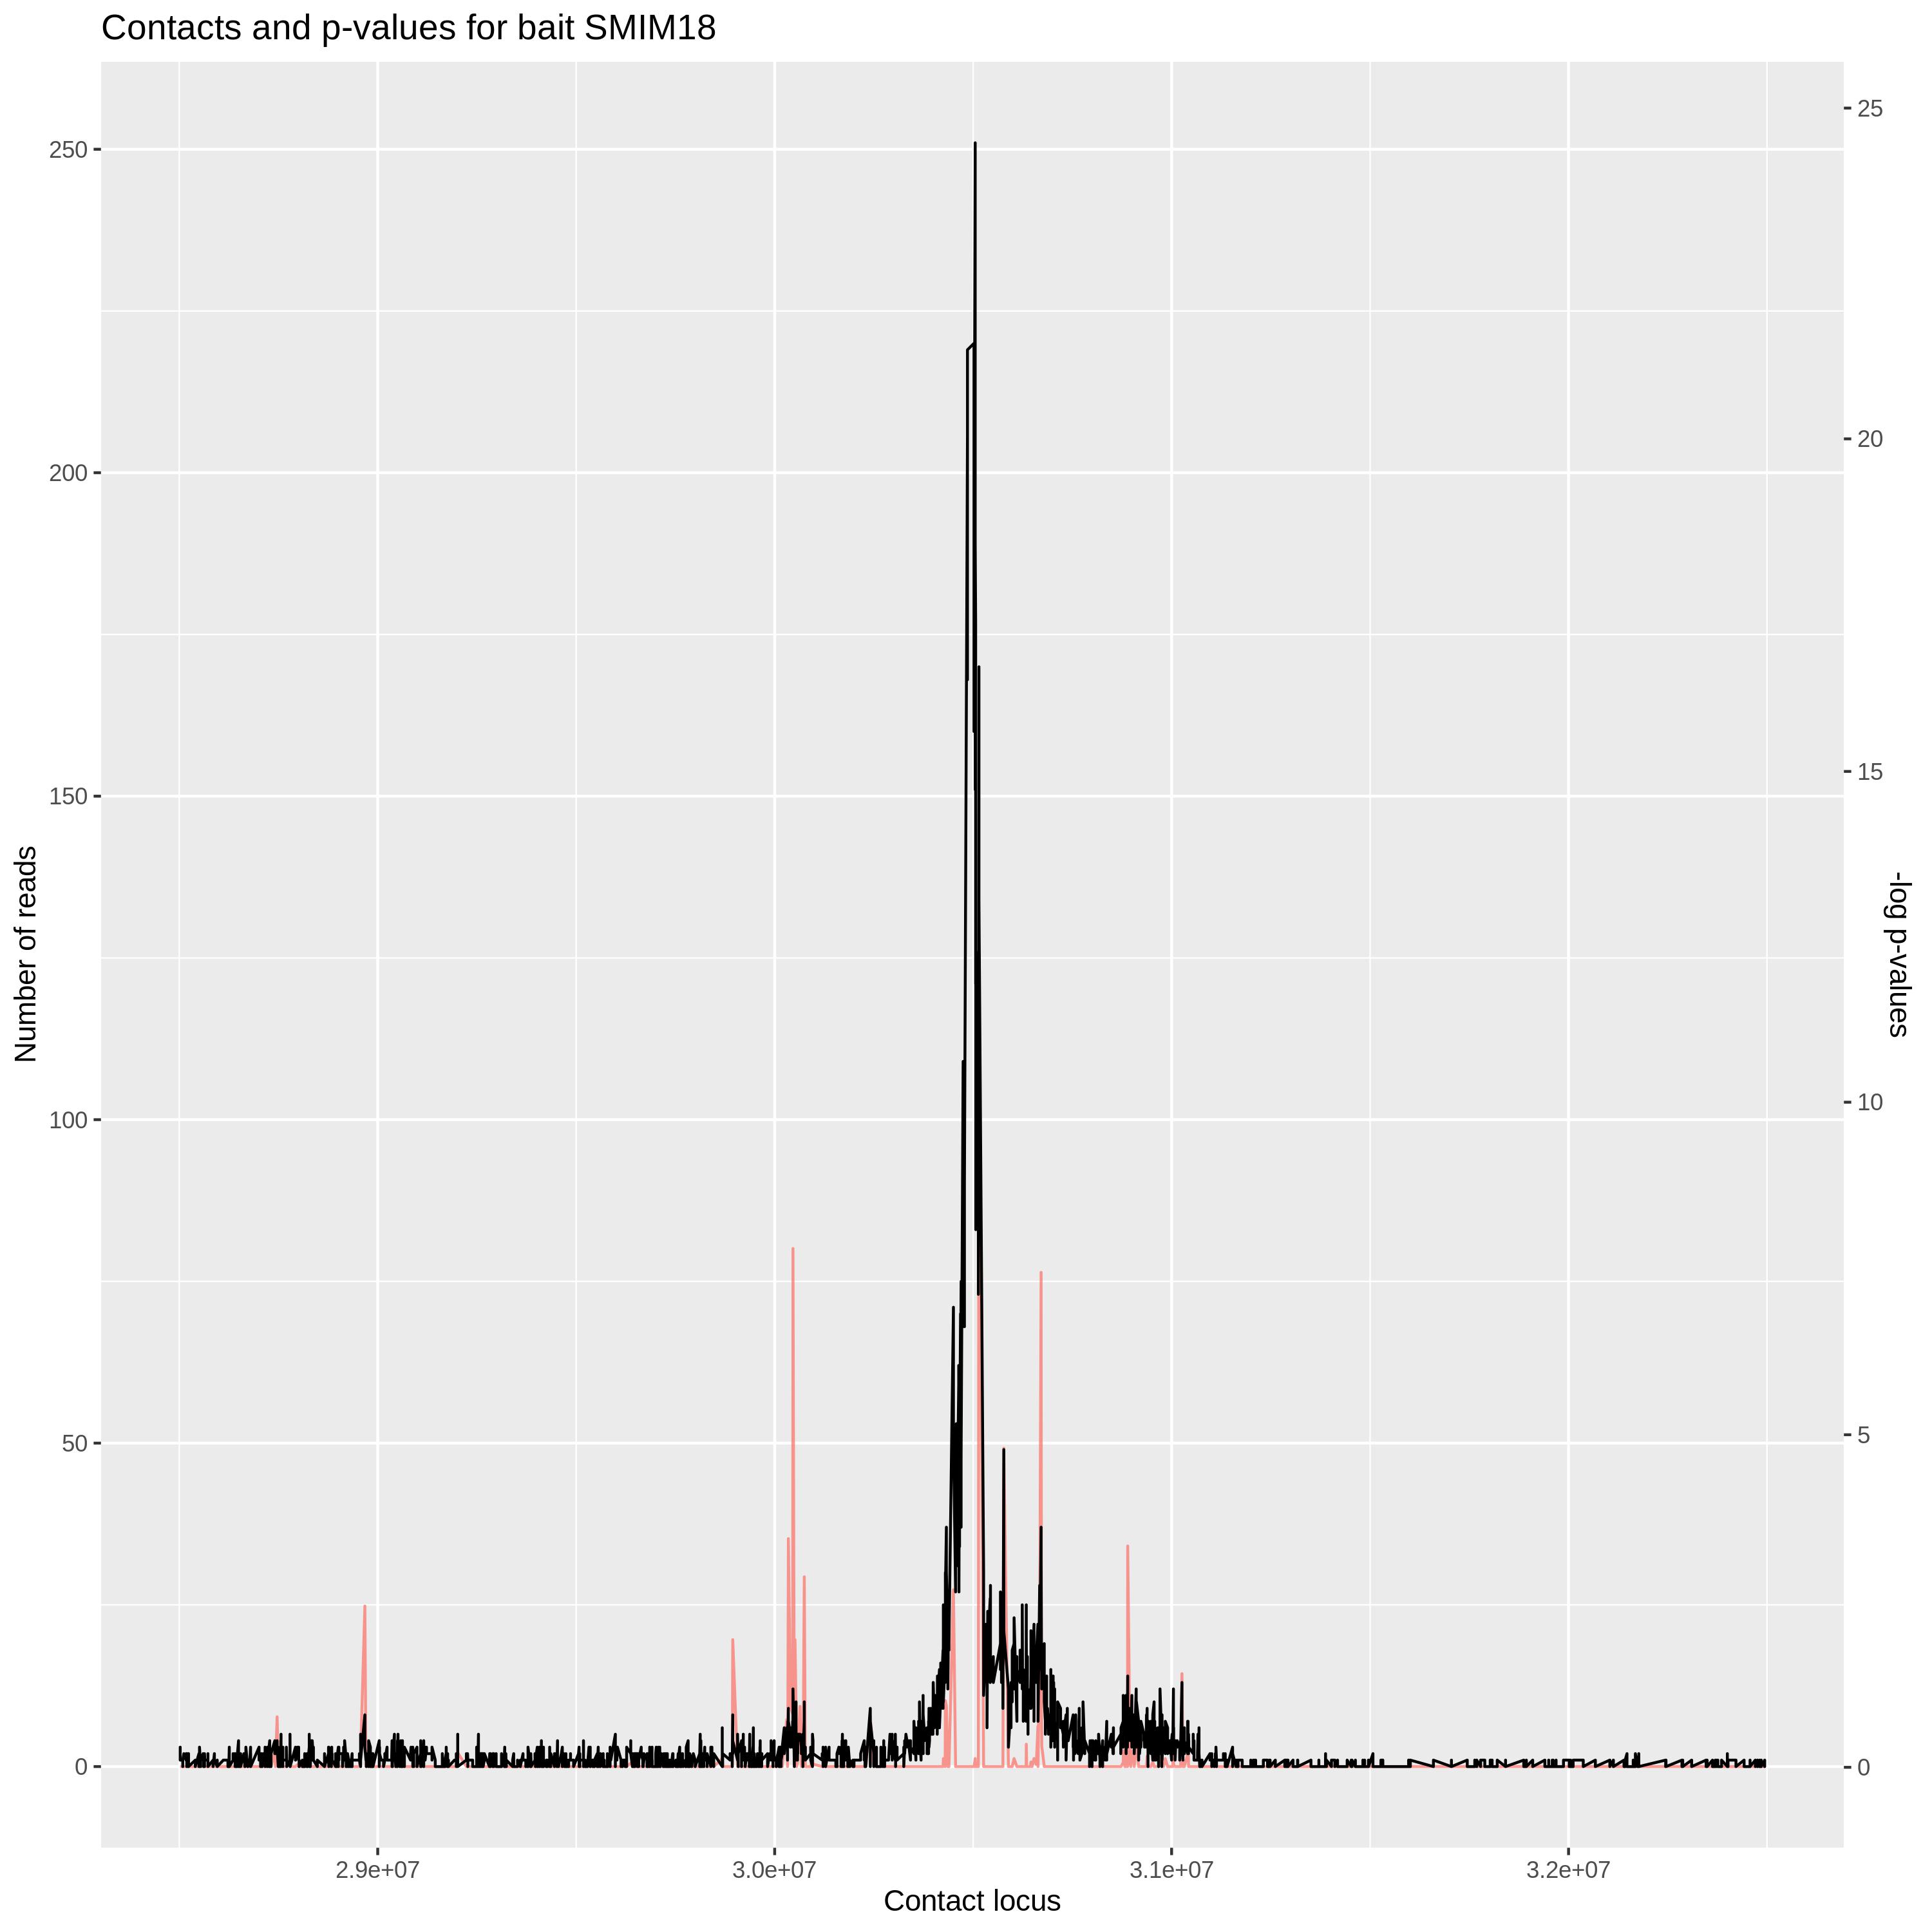 Contacts and p-values for bait SMIM18
250
200
150
100
50
0
Number of reads
25
20
15
10
5
0
-log p-values
2.9e+07
3.0e+07
3.1e+07
3.2e+07
Contact locus